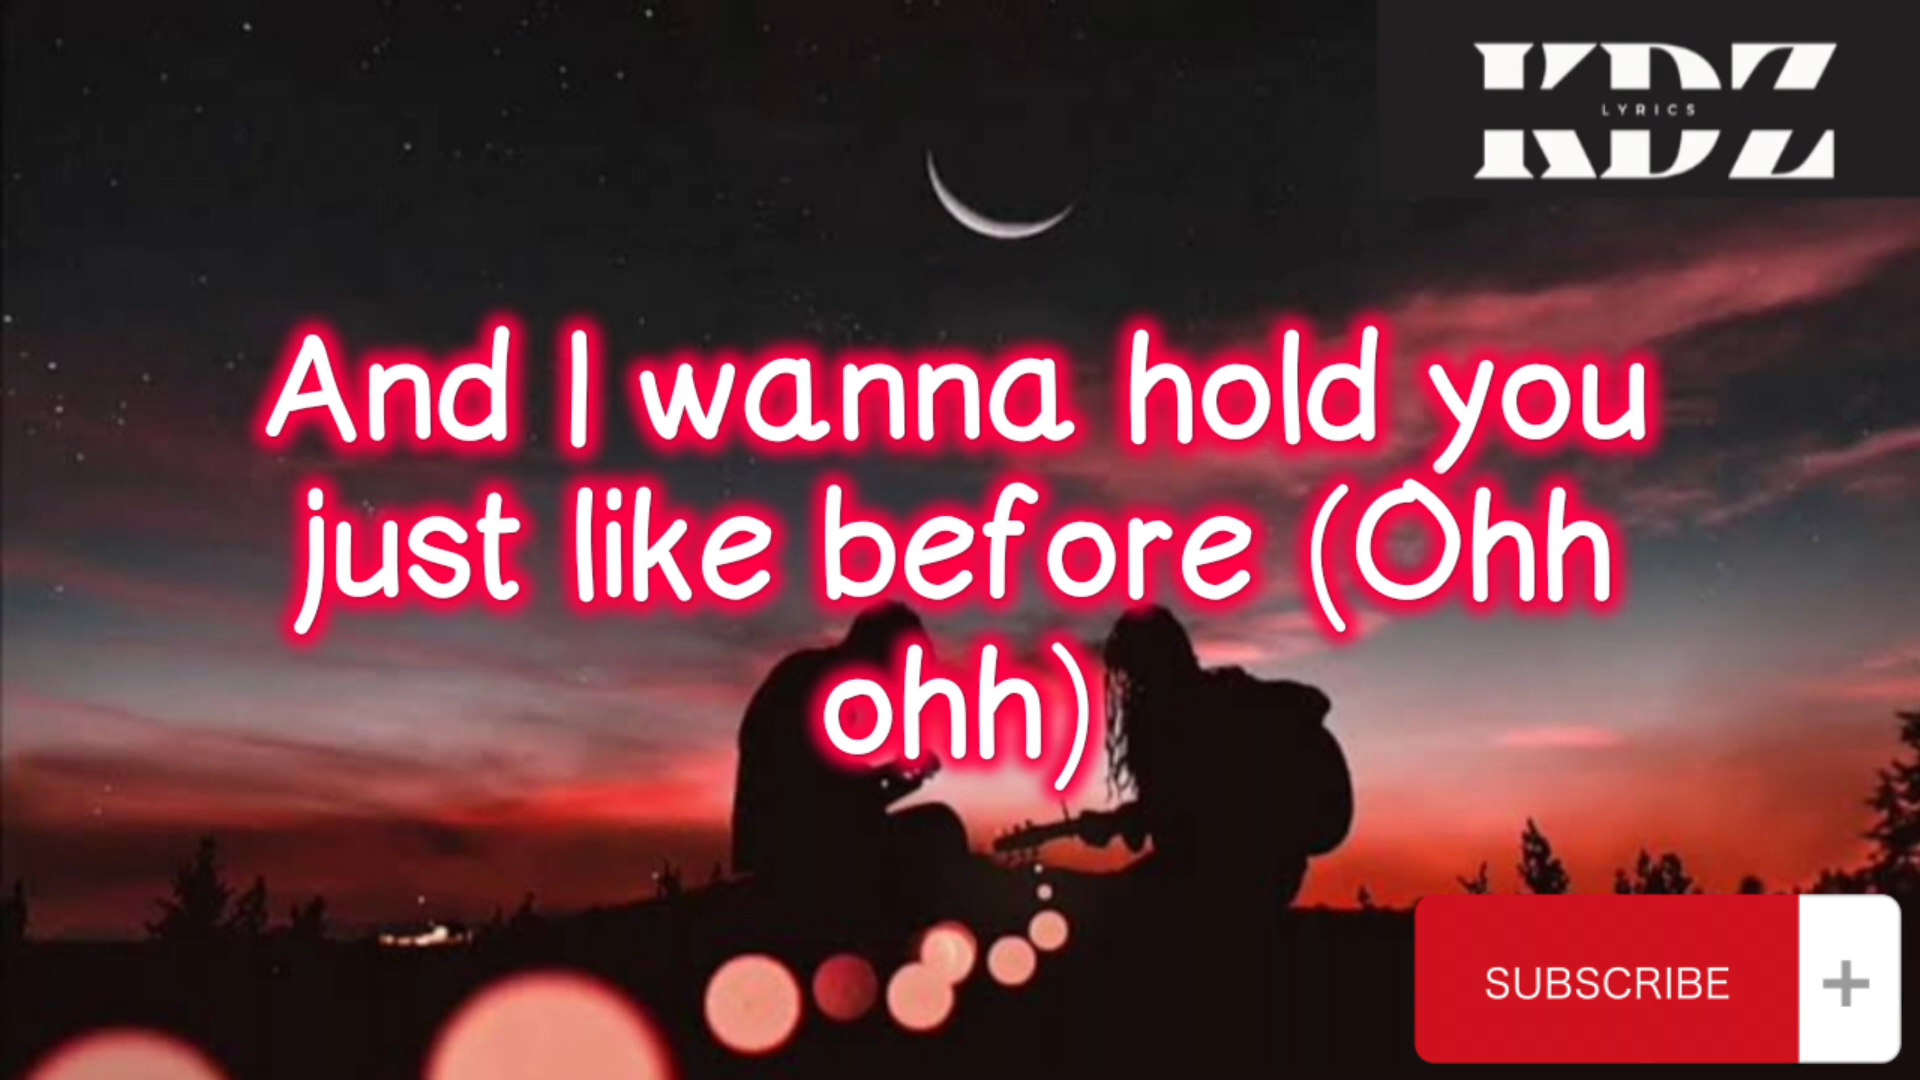 KDZ
LYRICS
And I wanna hold you
just like before (Ohh
ohh)
SUBSCRIBE +